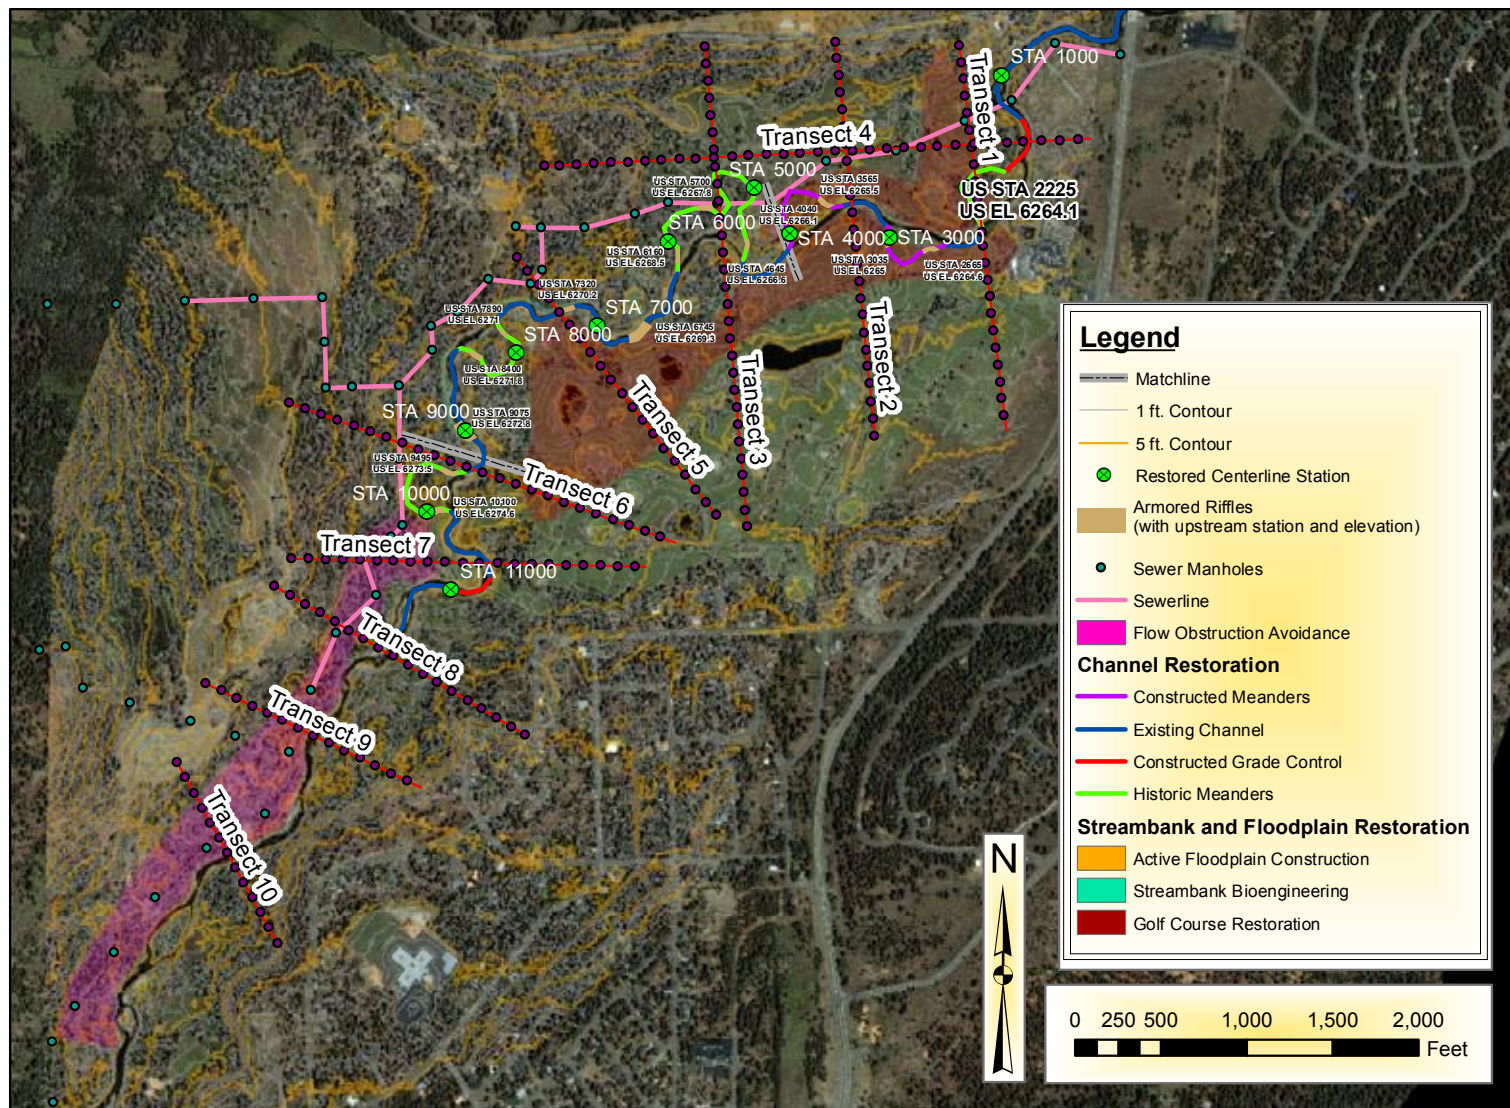 STA 1000
Transect 1
Transect 4
STA 5000
US STA 5700
US EL 6267.8
US STA 3565
US EL 6265.5
US STA 2225
US EL 6264.1
US STA 4040
US EL 6266.1
STA 6000
STA 4000
STA 3000
US STA 6160
US EL 6268.5
US STA 3035
US EL 6265
US STA 2665
US EL 6264.6
US STA 4645
US EL 6266.6
US STA 7320
US EL 6270.2
US STA 7890
US EL 6271
STA 7000
STA 8000
US STA 6745
US EL 6269.3
Transect 2
Transect 3
Transect 5
US STA 8400
US EL 6271.8
STA 9000
US STA 9075
US EL 6272.8
US STA 9495
US EL 6273.5
Transect 6
STA 10000
US STA 10100
US EL 6274.6
Transect 7
STA 11000
Transect 8
Transect 9
Transect 10
Legend
Matchline
1 ft. Contour
5 ft. Contour
Restored Centerline Station
Armored Riffles
(with upstream station and elevation)
Sewer Manholes
Sewerline
Flow Obstruction Avoidance
Channel Restoration
Constructed Meanders
Existing Channel
Constructed Grade Control
Historic Meanders
Streambank and Floodplain Restoration
Active Floodplain Construction
Streambank Bioengineering
Golf Course Restoration
N
0 250 500 1,000 1,500 2,000
Feet